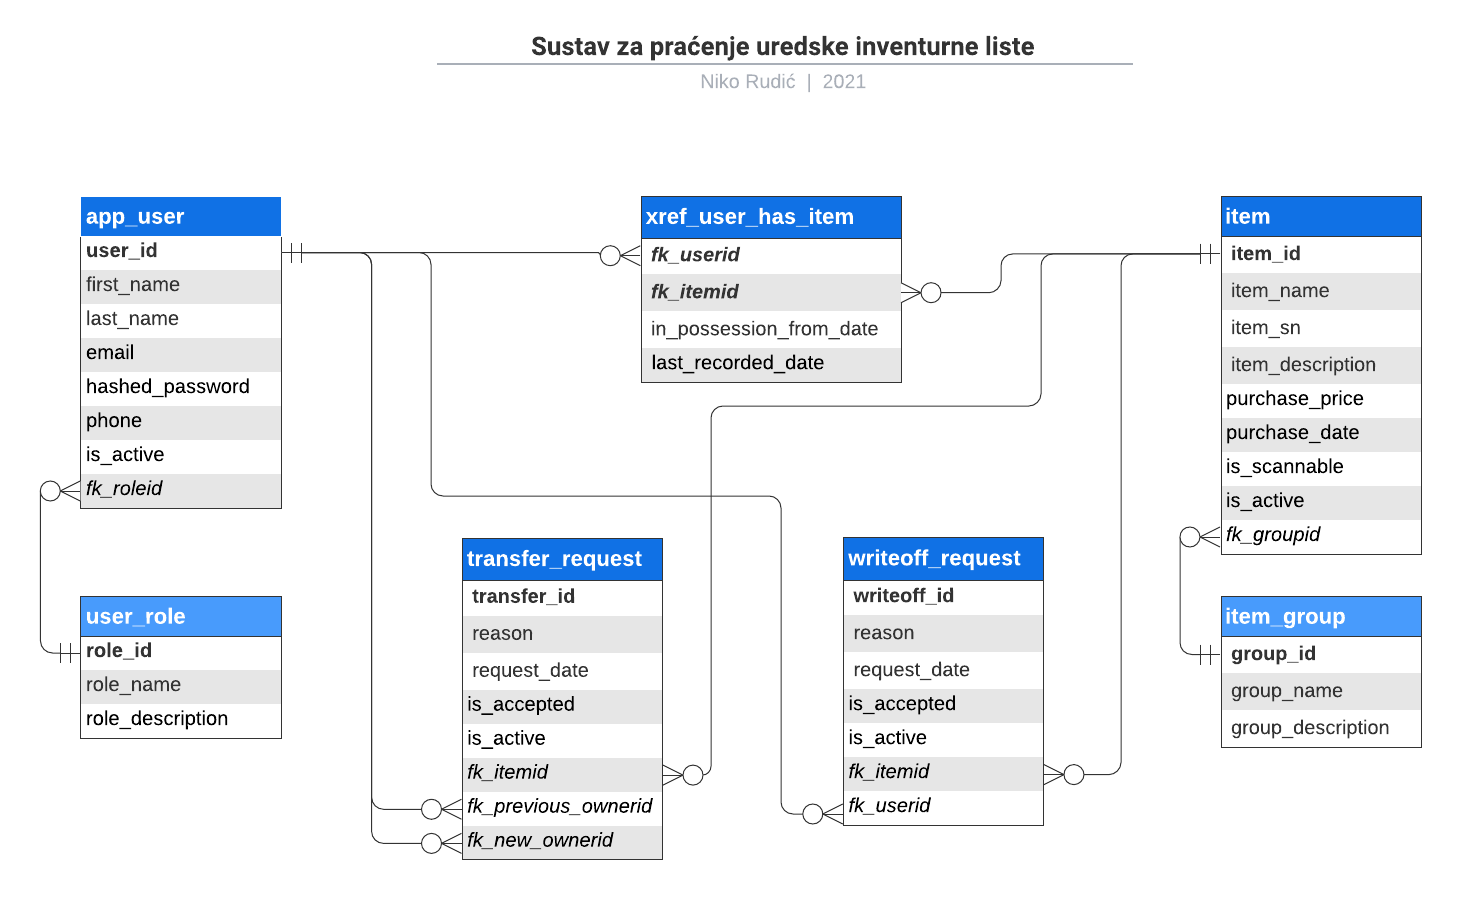 Sustav za praćenje uredske inventurne liste
Niko Rudić | 2021
app_user
user_id
first_name
last_name
email
hashed_password
phone
is_active
fk_roleid
user_role
role_id
role_name
role_description
xref_user_has_item
fk_userid
fk_itemid
in_possession_from_date
last_recorded_date
transfer_request
transfer_id
reason
request_date
is_accepted
is_active
fk_itemid
fk_previous_ownerid
fk_new_ownerid
writeoff_request
writeoff_id
reason
request_date
is_accepted
is_active
fk_itemid
fk_userid
item
item_id
item_name
item_sn
item_description
purchase_price
purchase_date
is_scannable
is_active
fk_groupid
item_group
group_id
group_name
group_description